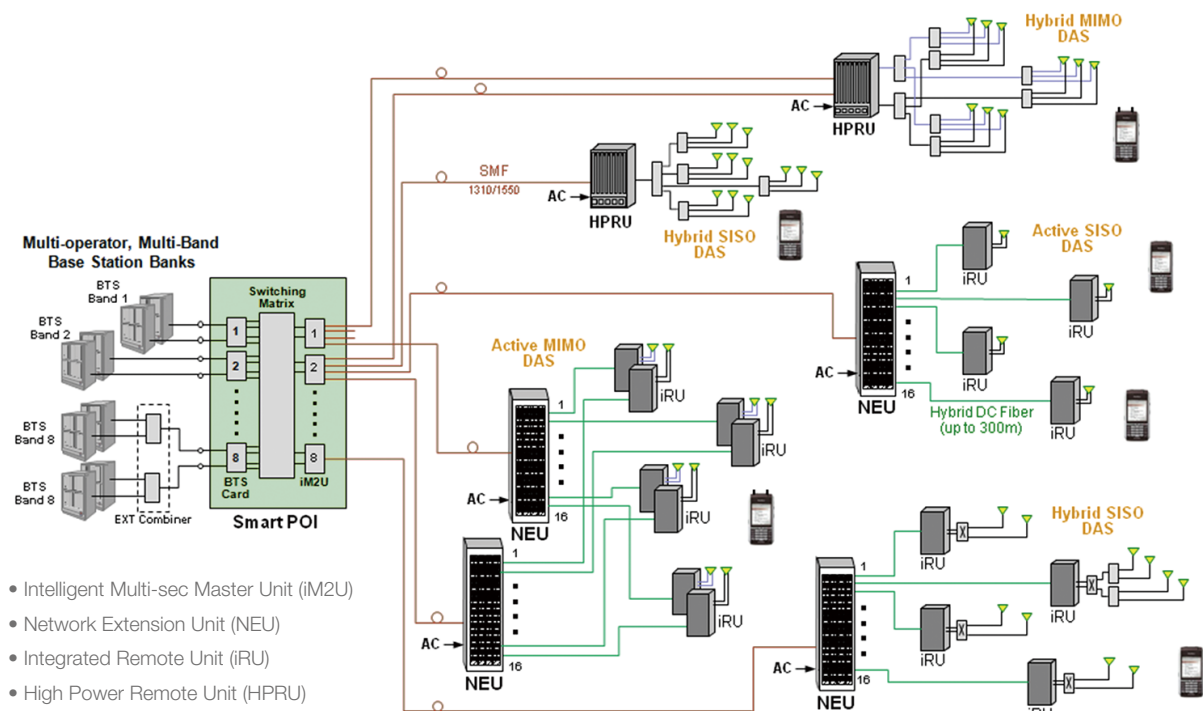 Hybrid MIMO
DAS
AC
HPRU
SMF
1310/1550
AC
HPRU
Hybrid SISO
DAS
Multi-operator, Multi-Band
Base Station Banks
BTS
Band 1
BTS
Band 2
BTS
Band 8
BTS
Band 8
EXT Combiner
Switching
Matrix
1
1
2
2
8
8
BTS
Card
iM2U
Smart POI
Active SISO
DAS
1
iRU
iRU
iRU
AC
16
NEU
Hybrid DC Fiber
(up to 300m)
iRU
Active MIMO
DAS
1
iRU
iRU
AC
16
NEU
iRU
1
iRU
AC
16
NEU
Hybrid SISO
DAS
1
iRU
iRU
iRU
AC
16
NEU
iRU
• Intelligent Multi-sec Master Unit (iM2U)
• Network Extension Unit (NEU)
• Integrated Remote Unit (iRU)
• High Power Remote Unit (HPRU)